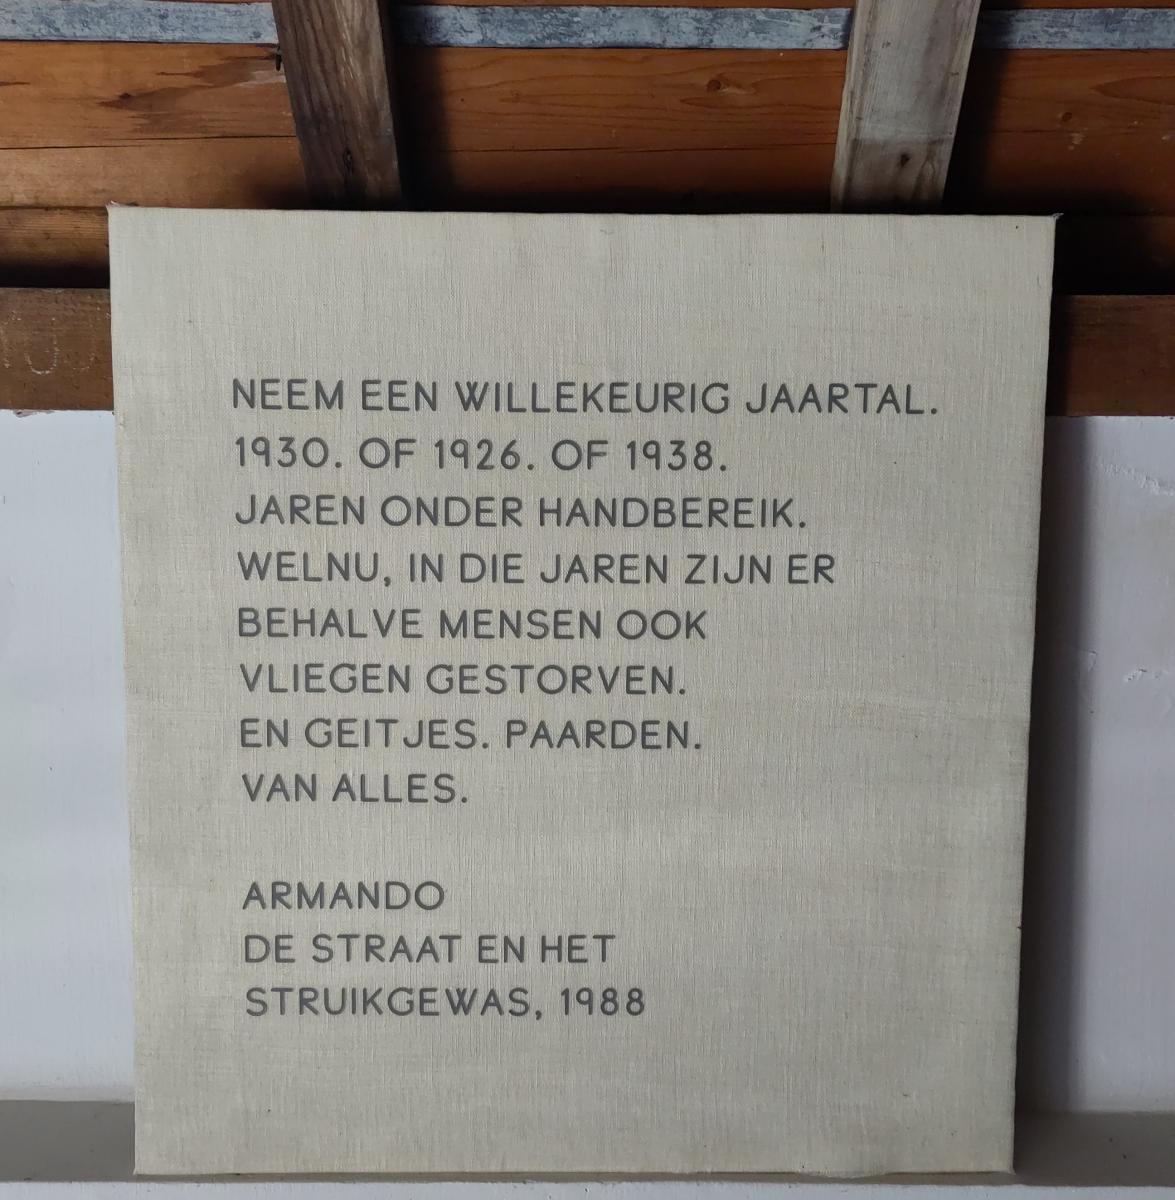 NEEM EEN WILLEKEURIG JAARTAL.
1930. OF 1926. OF 1938.
JAREN ONDER HANDBEREIK.
WELNU, IN DIE JAREN ZIJN ER
BEHALVE MENSEN OOK
VLIEGEN GESTORVEN.
EN GEITJES. PAARDEN.
VAN ALLES.
ARMANDO
DE STRAAT EN HET
STRUIKGEWAS, 1988